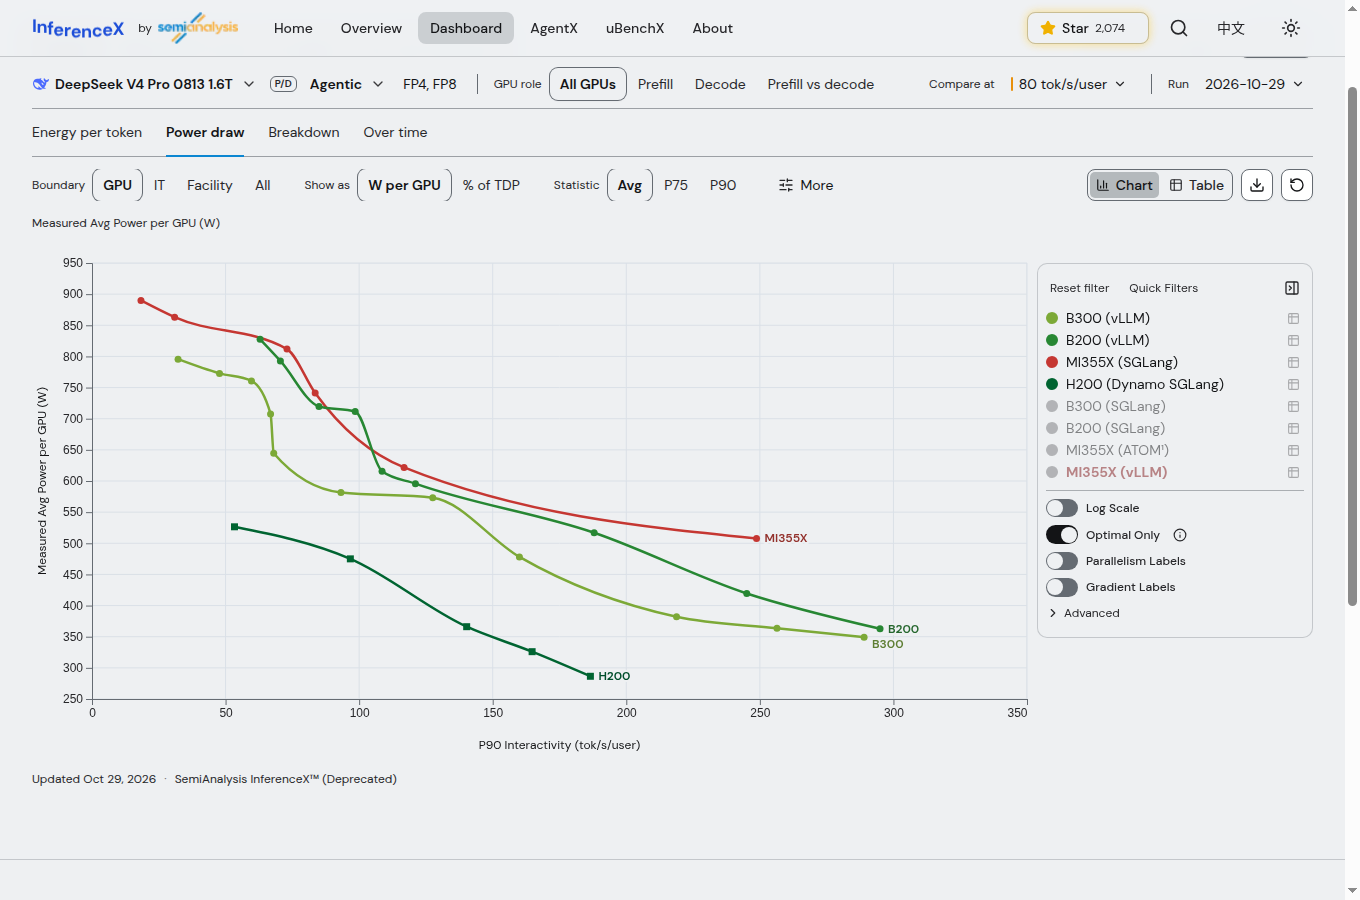 InferenceX by semianalysis Home Overview Dashboard AgentX uBenchX About Star 2,074 中文
DeepSeek V4 Pro 0813 1.6T P/D Agentic FP4, FP8 GPU role All GPUs Prefill Decode Prefill vs decode Compare at 80 tok/s/user Run 2026-10-29
Energy per token Power draw Breakdown Over time
Boundary GPU IT Facility All Show as W per GPU % of TDP Statistic Avg P75 P90 More Chart Table
Measured Avg Power per GPU (W)
Measured Avg Power per GPU (W)
950
900
850
800
750
700
650
600
550
500
450
400
350
300
250
MI355X
B200
B300
H200
0 50 100 150 200 250 300 350
P90 Interactivity (tok/s/user)
Reset filter Quick Filters
B300 (vLLM)
B200 (vLLM)
MI355X (SGLang)
H200 (Dynamo SGLang)
B300 (SGLang)
B200 (SGLang)
MI355X (ATOM¹)
MI355X (vLLM)
Log Scale
Optimal Only
Parallelism Labels
Gradient Labels
Advanced
Updated Oct 29, 2026 · SemiAnalysis InferenceX™ (Deprecated)